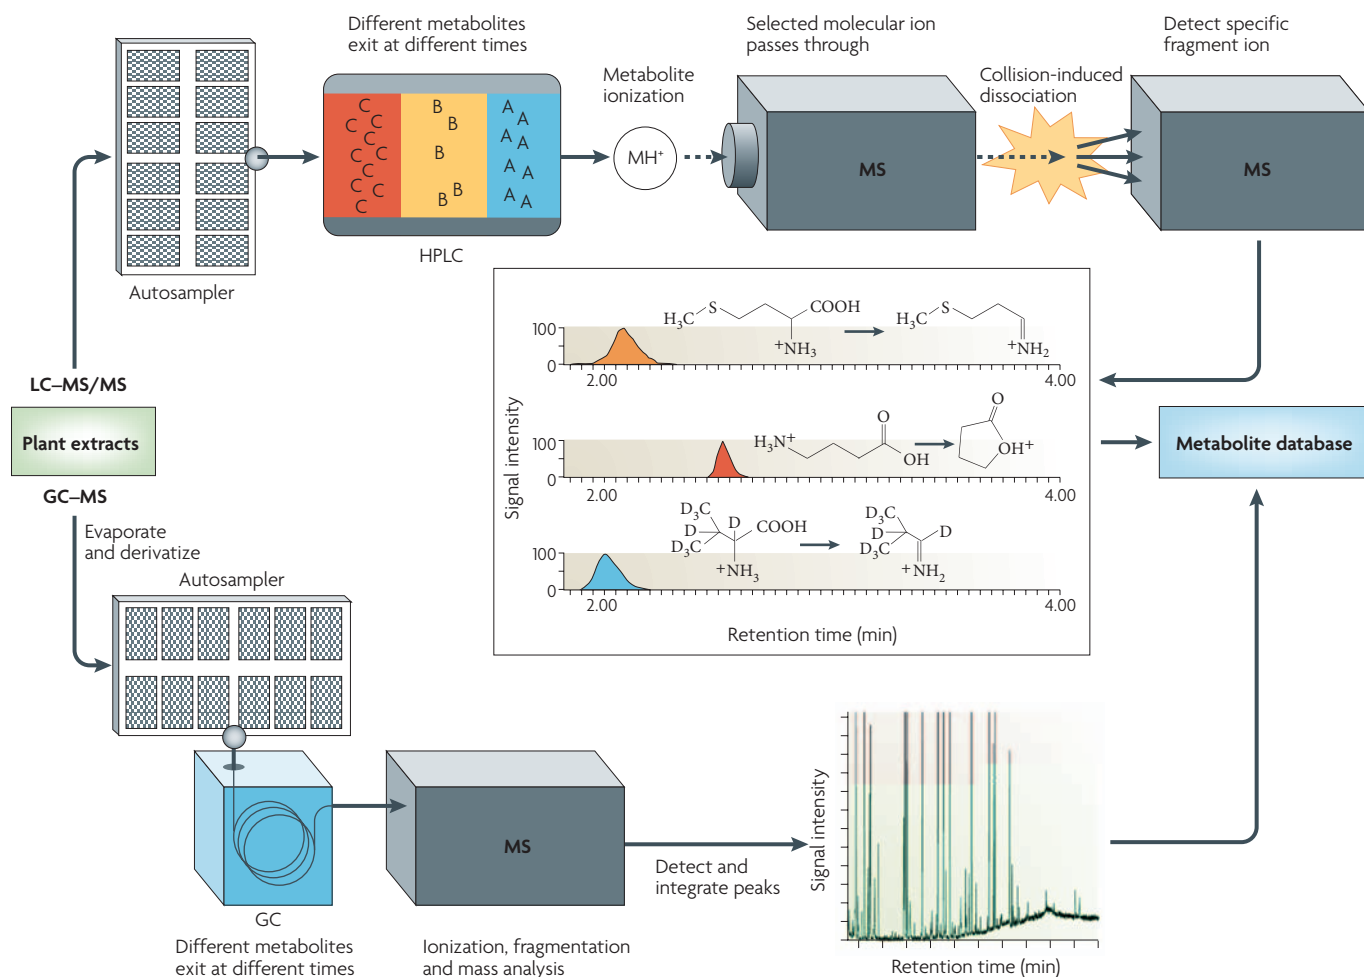 Different metabolites
exit at different times
Selected molecular ion
passes through
Detect specific
fragment ion
Metabolite
ionization
Collision-induced
dissociation
C C C C C C C C C C C
B B B B B
A A A A A A A A
MH⁺
MS
MS
HPLC
Autosampler
H₃C S COOH ⁺NH₃
H₃C S ⁺NH₂
100
0
2.00 4.00
LC–MS/MS
Plant extracts
GC–MS
Signal intensity
H₃N⁺ O OH
O OH⁺
100
0
2.00 4.00
Metabolite database
D₃C D D COOH D₃C ⁺NH₃
D₃C D D D₃C ⁺NH₂
100
0
2.00 4.00
Retention time (min)
Evaporate
and derivatize
Autosampler
MS
Detect and
integrate peaks
Signal intensity
Retention time (min)
GC
Different metabolites
exit at different times
Ionization, fragmentation
and mass analysis